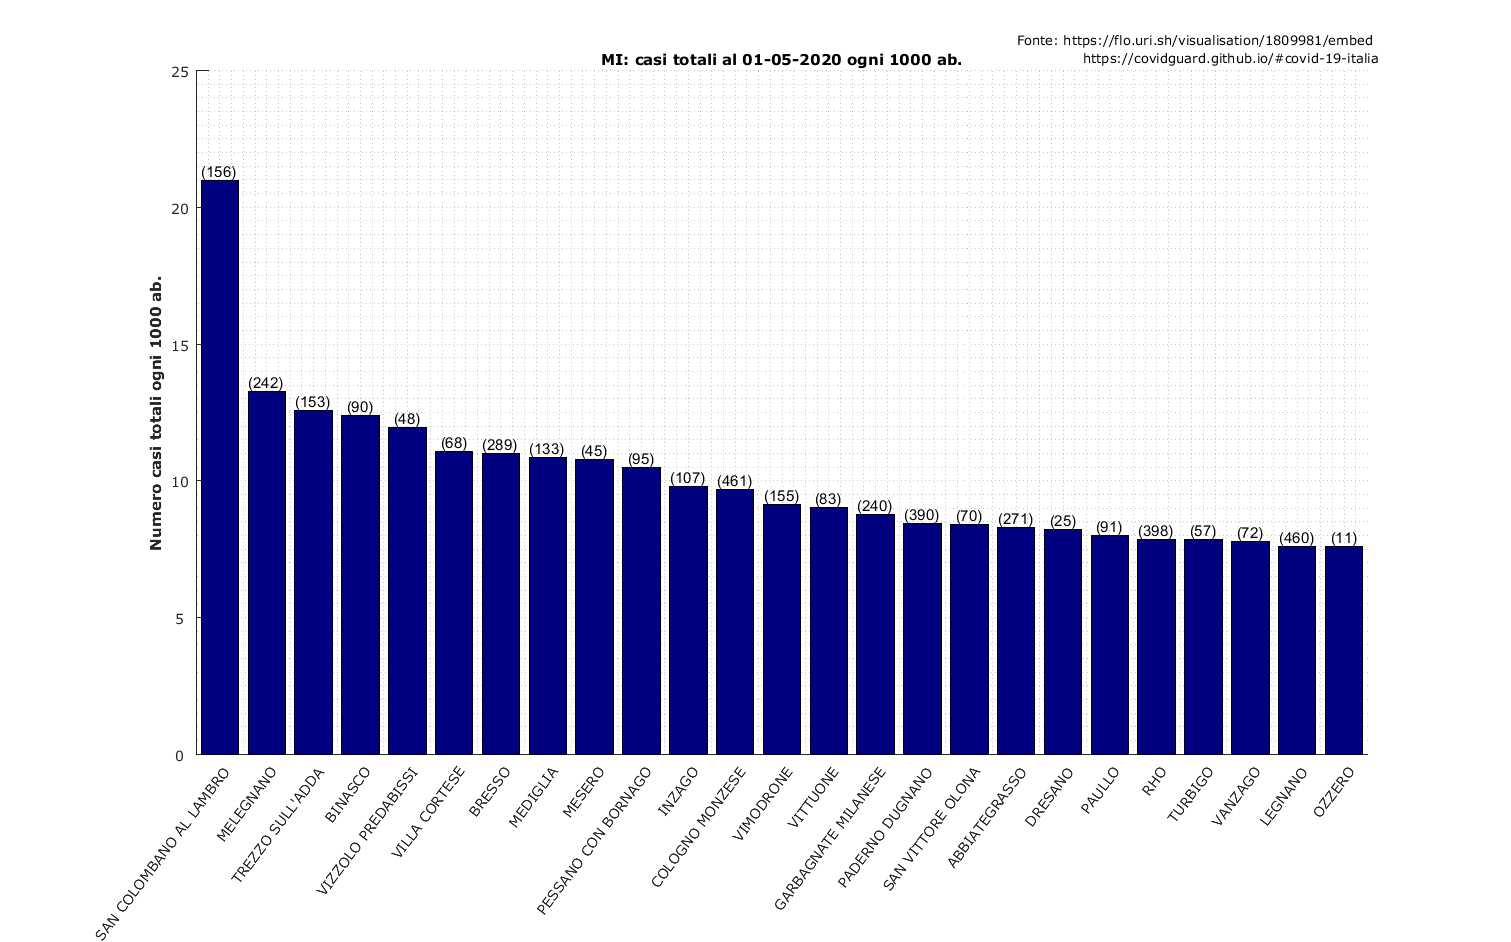 Fonte: https://flo.uri.sh/visualisation/1809981/embed
https://covidguard.github.io/#covid-19-italia
MI: casi totali al 01-05-2020 ogni 1000 ab.
Numero casi totali ogni 1000 ab.
25
20
15
10
5
0
(156)
(242)
(153)
(90)
(48)
(68)
(289)
(133)
(45)
(95)
(107)
(461)
(155)
(83)
(240)
(390)
(70)
(271)
(25)
(91)
(398)
(57)
(72)
(460)
(11)
SAN COLOMBANO AL LAMBRO
MELEGNANO
TREZZO SULL'ADDA
BINASCO
VIZZOLO PREDABISSI
VILLA CORTESE
BRESSO
MEDIGLIA
MESERO
PESSANO CON BORNAGO
INZAGO
COLOGNO MONZESE
VIMODRONE
VITTUONE
GARBAGNATE MILANESE
PADERNO DUGNANO
SAN VITTORE OLONA
ABBIATEGRASSO
DRESANO
PAULLO
RHO
TURBIGO
VANZAGO
LEGNANO
OZZERO